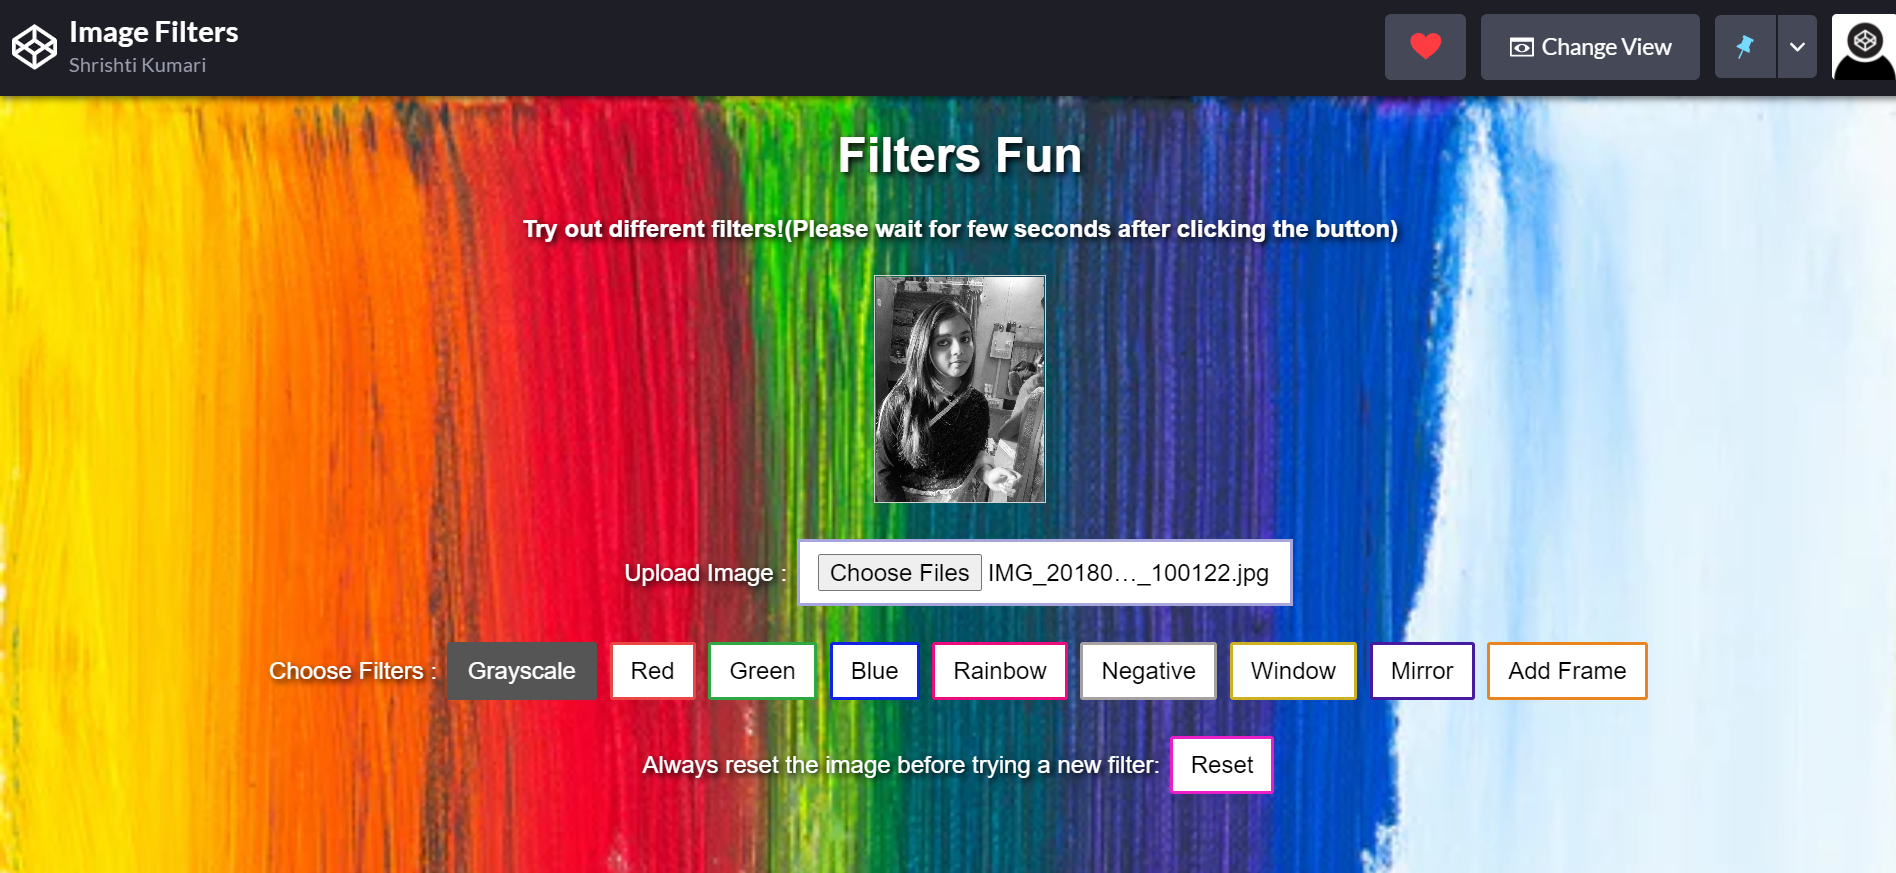 Image Filters
Shrishti Kumari
Change View
Filters Fun
Try out different filters!(Please wait for few seconds after clicking the button)
Upload Image : Choose Files IMG_20180…_100122.jpg
Choose Filters : Grayscale Red Green Blue Rainbow Negative Window Mirror Add Frame
Always reset the image before trying a new filter: Reset